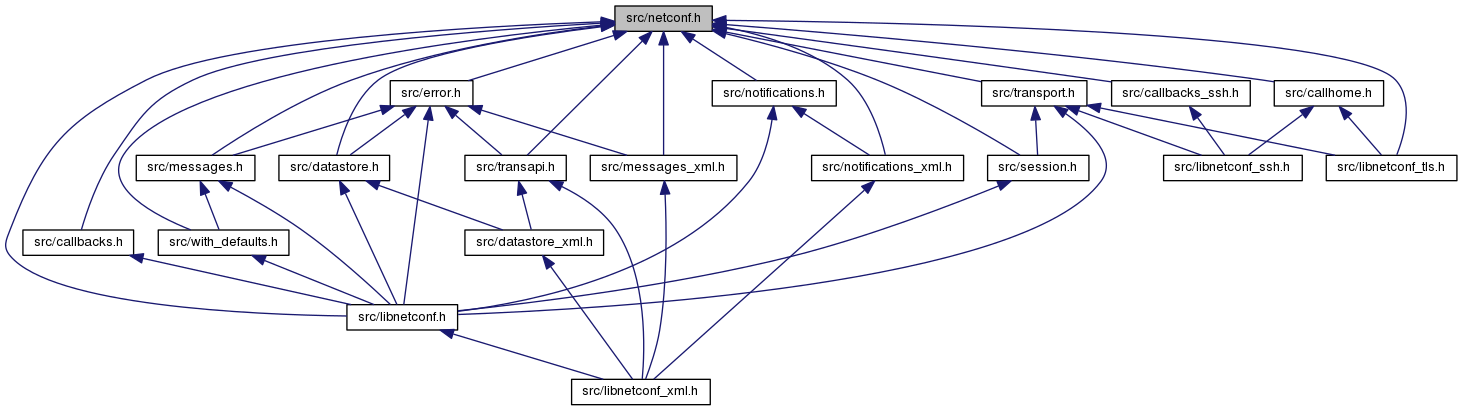 src/netconf.h
src/error.h
src/notifications.h
src/transport.h
src/callbacks_ssh.h
src/callhome.h
src/messages.h
src/datastore.h
src/transapi.h
src/messages_xml.h
src/notifications_xml.h
src/session.h
src/libnetconf_ssh.h
src/libnetconf_tls.h
src/callbacks.h
src/with_defaults.h
src/datastore_xml.h
src/libnetconf.h
src/libnetconf_xml.h